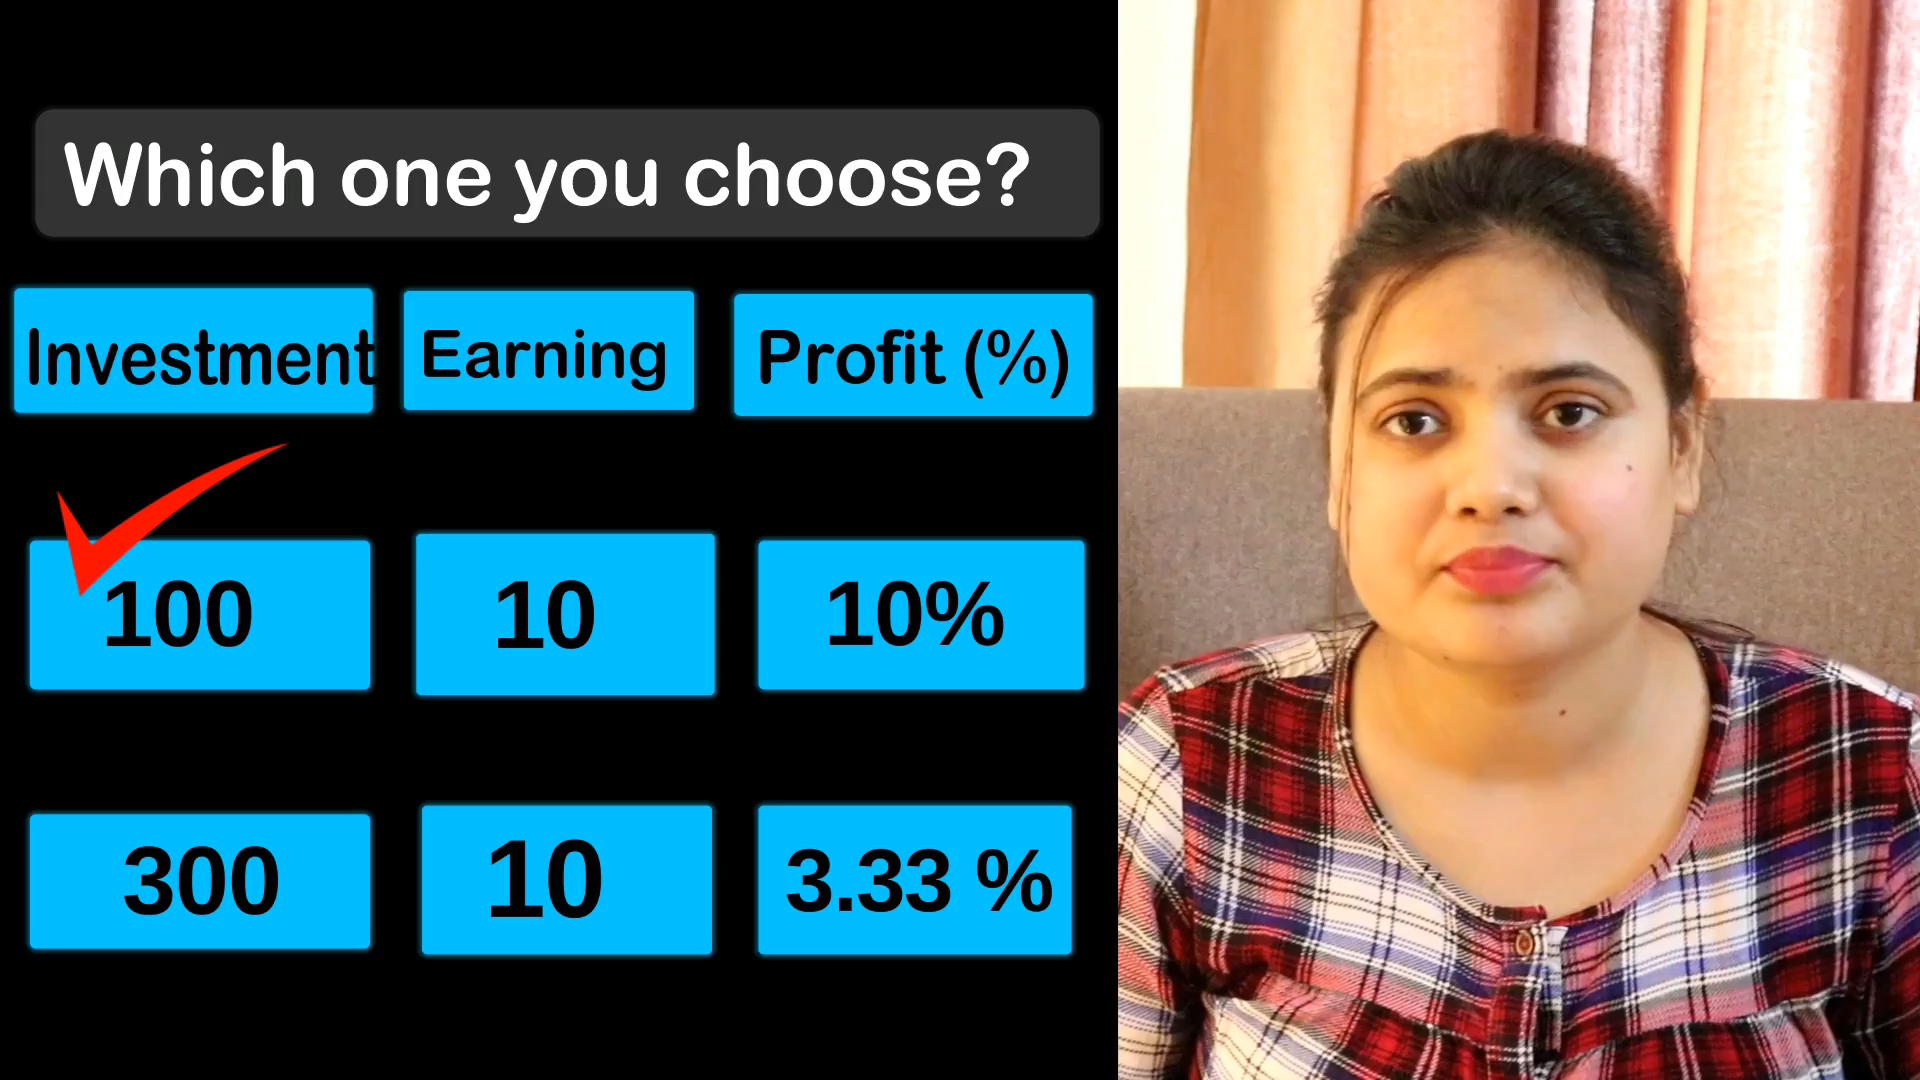 Which one you choose?
Investment Earning Profit (%)
100 10 10%
300 10 3.33 %